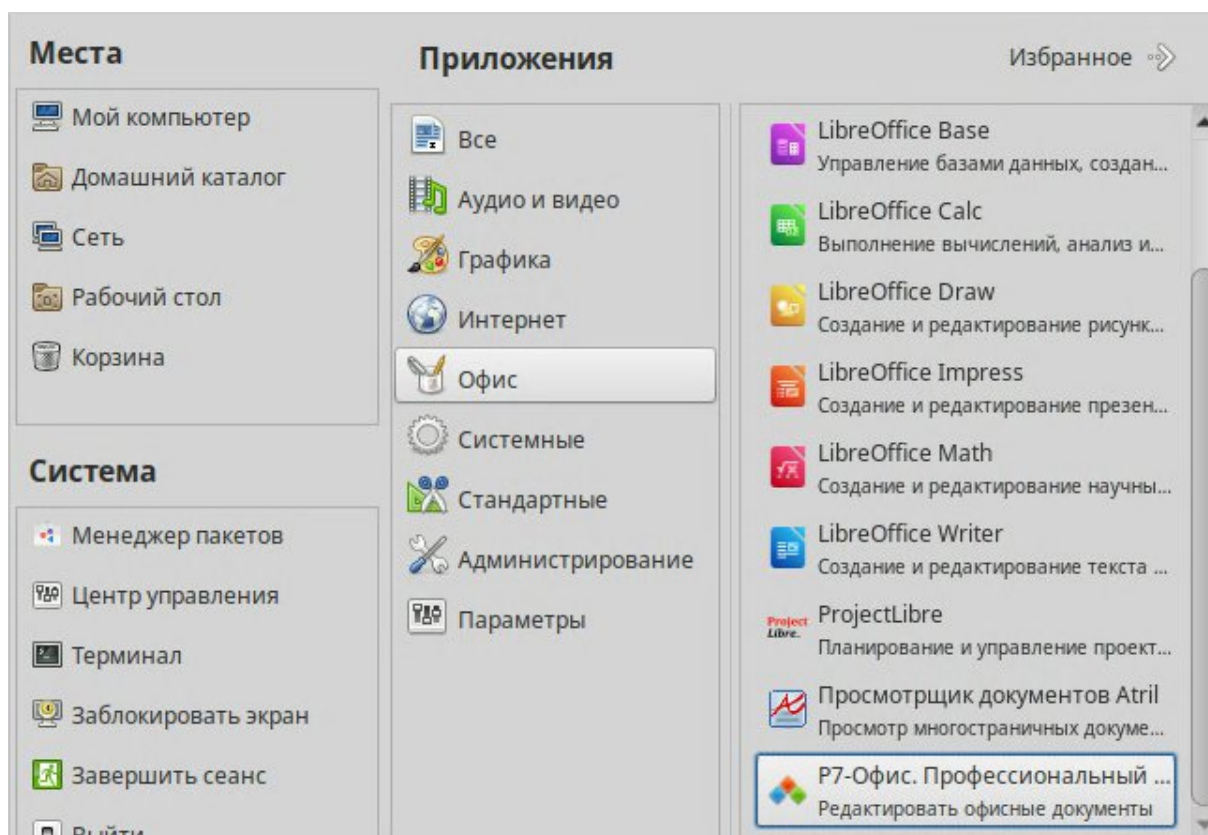 Места
Мой компьютер
Домашний каталог
Сеть
Рабочий стол
Корзина
Система
Менеджер пакетов
Центр управления
Терминал
Заблокировать экран
Завершить сеанс
Выйти
Приложения
Все
Аудио и видео
Графика
Интернет
Офис
Системные
Стандартные
Администрирование
Параметры
Избранное
LibreOffice Base
Управление базами данных, создан...
LibreOffice Calc
Выполнение вычислений, анализ и...
LibreOffice Draw
Создание и редактирование рисунк...
LibreOffice Impress
Создание и редактирование презен...
LibreOffice Math
Создание и редактирование научны...
LibreOffice Writer
Создание и редактирование текста ...
Project
Libre.
ProjectLibre
Планирование и управление проект...
Просмотрщик документов Atril
Просмотр многостраничных докуме...
Р7-Офис. Профессиональный ...
Редактировать офисные документы